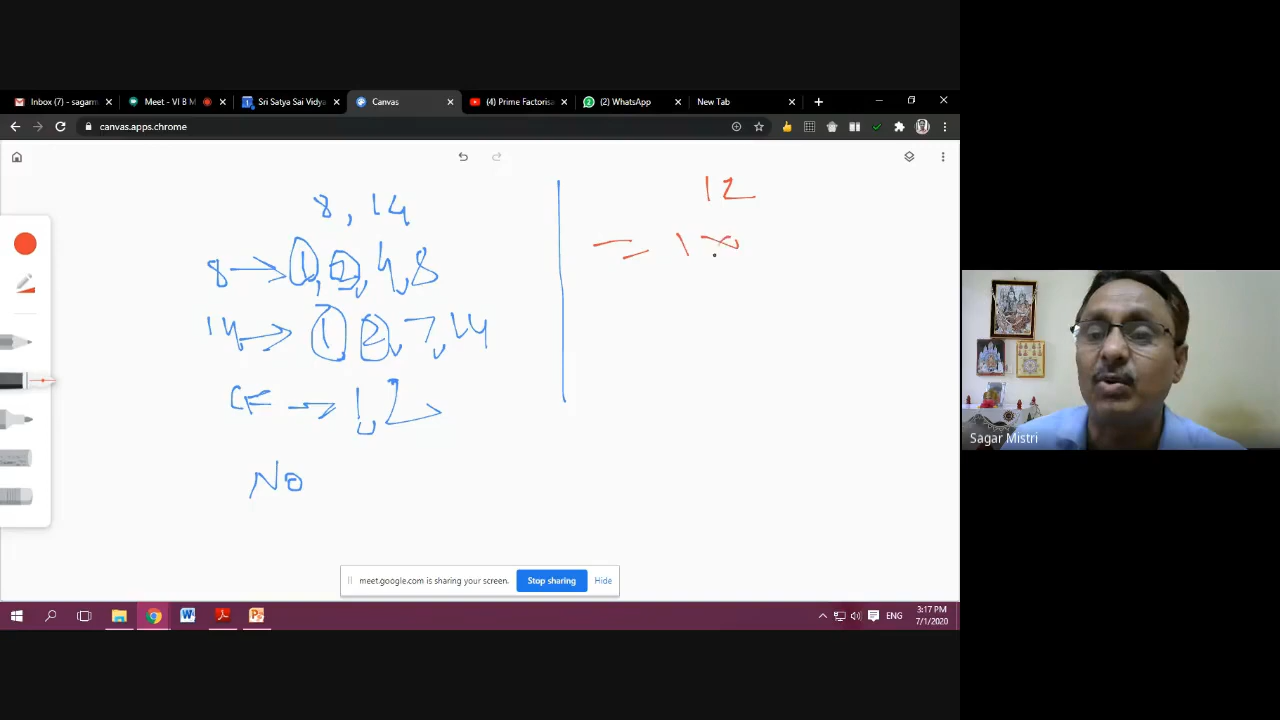 Inbox (7) - sagarm
Meet - VI B M
Sri Satya Sai Vidya
Canvas
(4) Prime Factorisa
(2) WhatsApp
New Tab
canvas.apps.chrome
8, 14
8 → 1, 2, 4, 8
14 → 1, 2, 7, 14
CF → 1, 2
No
12
= 1 ×
Sagar Mistri
meet.google.com is sharing your screen.
Stop sharing
Hide
ENG
3:17 PM
7/1/2020